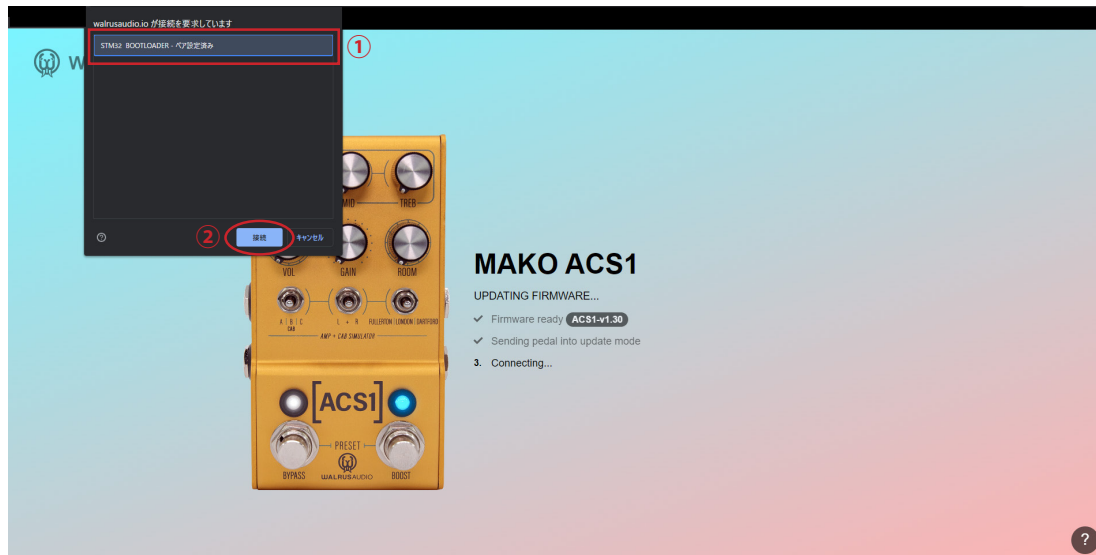 walrusaudio.io が接続を要求しています
STM32 BOOTLOADER - ペア設定済み
①
W
② 接続 キャンセル
MID TREB
VOL GAIN ROOM
A | B | C L + R FULLERTON | LONDON | DARTFORD
CAB
AMP + CAB SIMULATOR
[ACS1]
PRESET
BYPASS WALRUSAUDIO BOOST
MAKO ACS1
UPDATING FIRMWARE...
✓ Firmware ready ACS1-v1.30
✓ Sending pedal into update mode
3. Connecting...
?